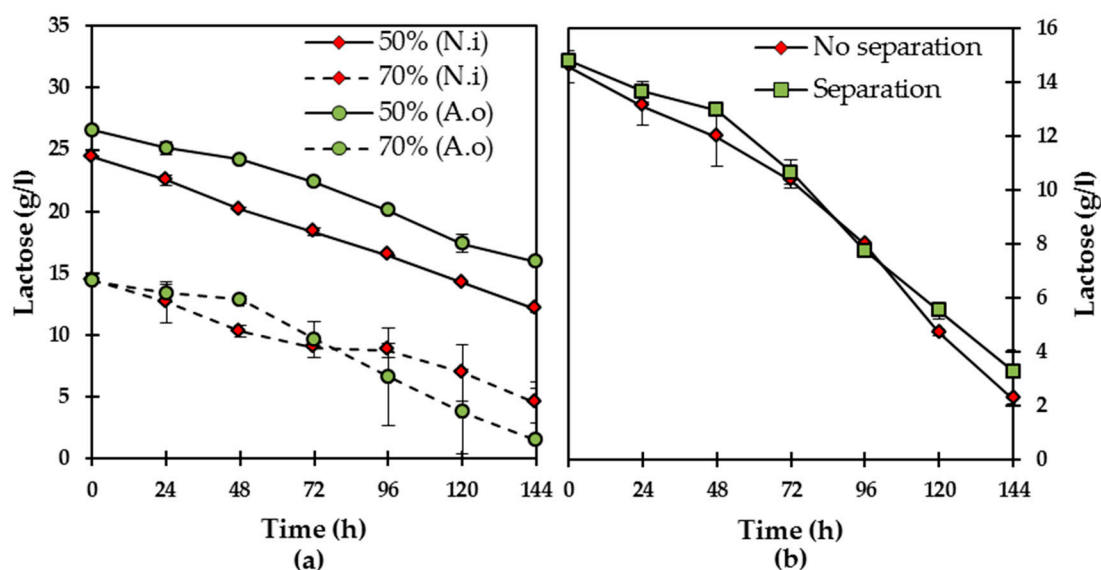 35
30
25
20
15
10
5
0
Lactose (g/l)
50% (N.i)
70% (N.i)
50% (A.o)
70% (A.o)
0 24 48 72 96 120 144
Time (h)
(a)
No separation
Separation
16
14
12
10
8
6
4
2
0
Lactose (g/l)
0 24 48 72 96 120 144
Time (h)
(b)